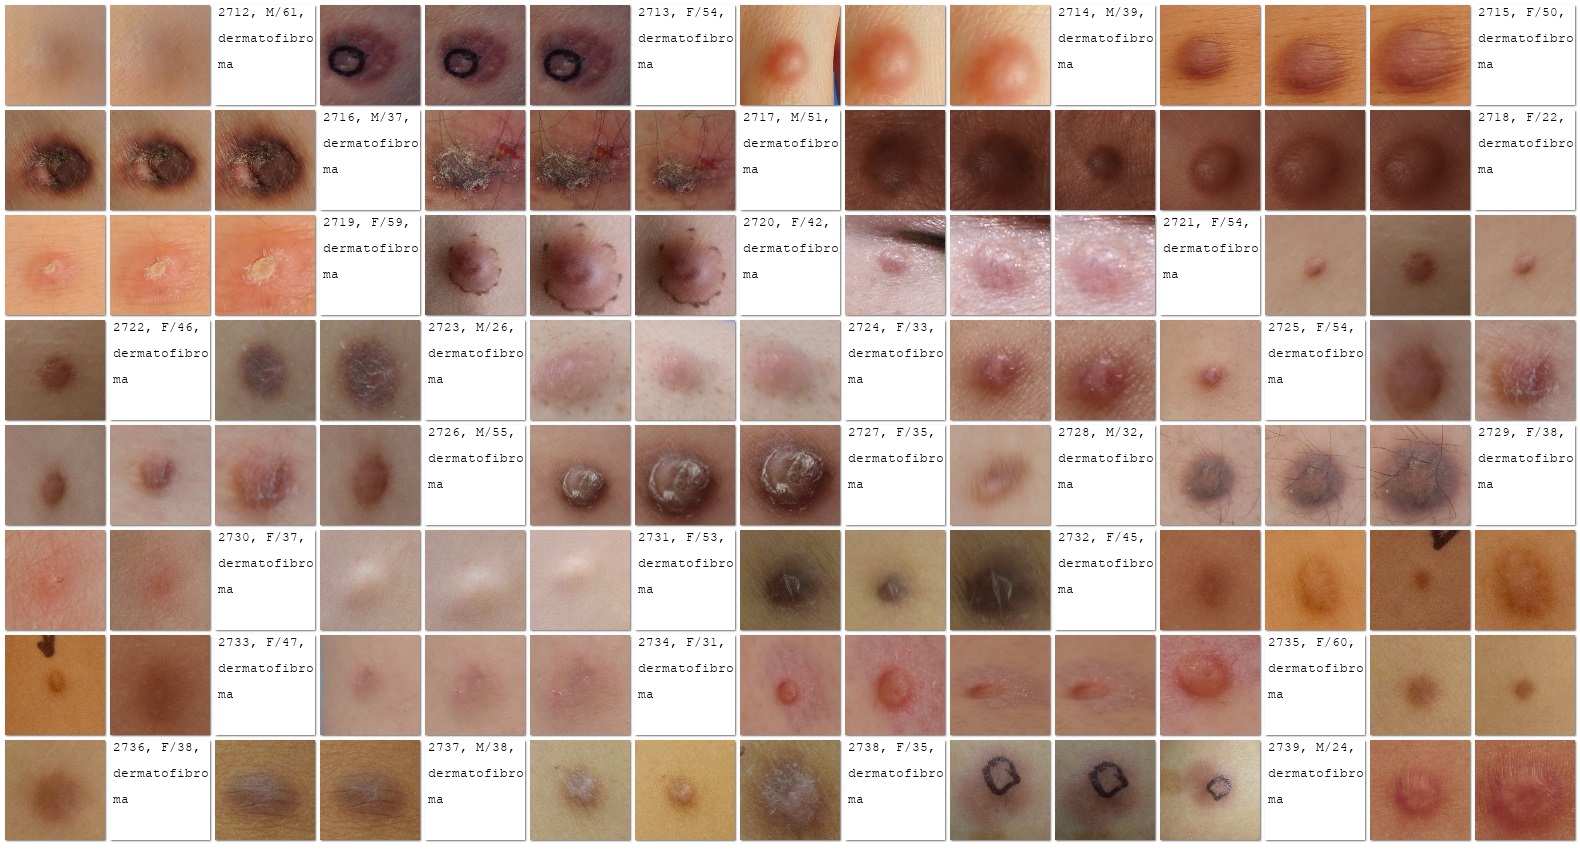 2712, M/61,
dermatofibro
ma
2713, F/54,
dermatofibro
ma
2714, M/39,
dermatofibro
ma
2715, F/50,
dermatofibro
ma
2716, M/37,
dermatofibro
ma
2717, M/51,
dermatofibro
ma
2718, F/22,
dermatofibro
ma
2719, F/59,
dermatofibro
ma
2720, F/42,
dermatofibro
ma
2721, F/54,
dermatofibro
ma
2722, F/46,
dermatofibro
ma
2723, M/26,
dermatofibro
ma
2724, F/33,
dermatofibro
ma
2725, F/54,
dermatofibro
ma
2726, M/55,
dermatofibro
ma
2727, F/35,
dermatofibro
ma
2728, M/32,
dermatofibro
ma
2729, F/38,
dermatofibro
ma
2730, F/37,
dermatofibro
ma
2731, F/53,
dermatofibro
ma
2732, F/45,
dermatofibro
ma
2733, F/47,
dermatofibro
ma
2734, F/31,
dermatofibro
ma
2735, F/60,
dermatofibro
ma
2736, F/38,
dermatofibro
ma
2737, M/38,
dermatofibro
ma
2738, F/35,
dermatofibro
ma
2739, M/24,
dermatofibro
ma